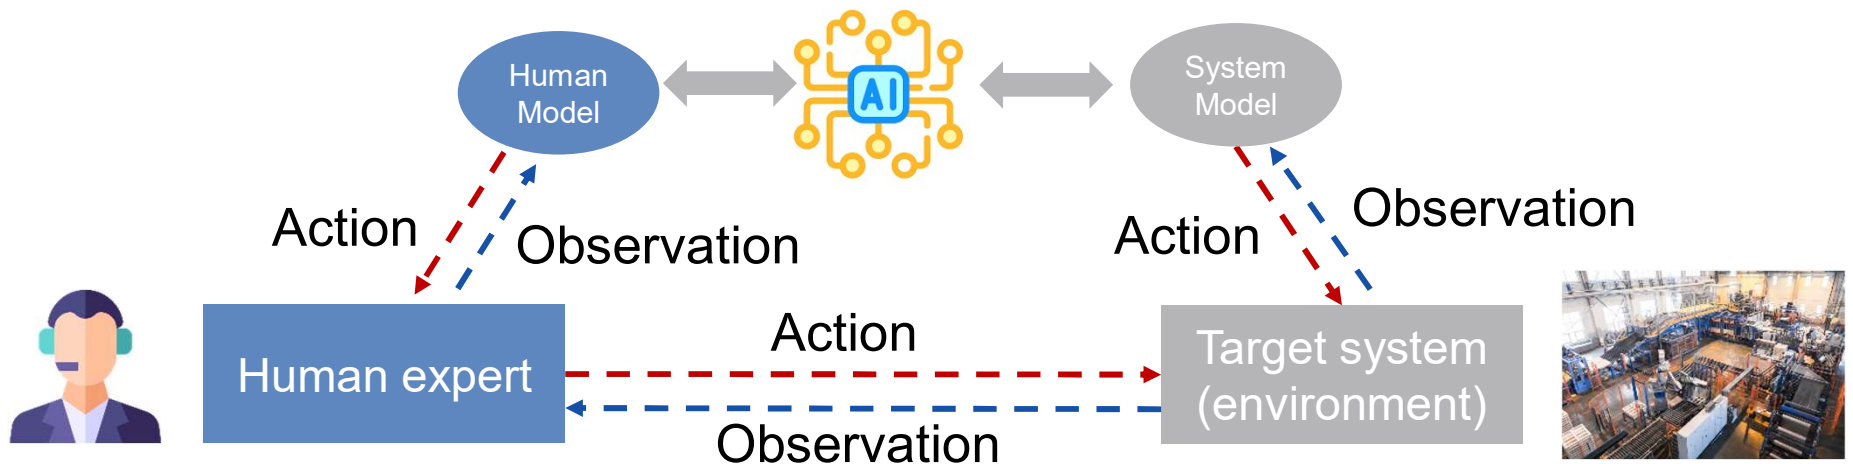 Human
Model
AI
System
Model
Action
Observation
Action
Observation
Human expert
Action
Observation
Target system
(environment)